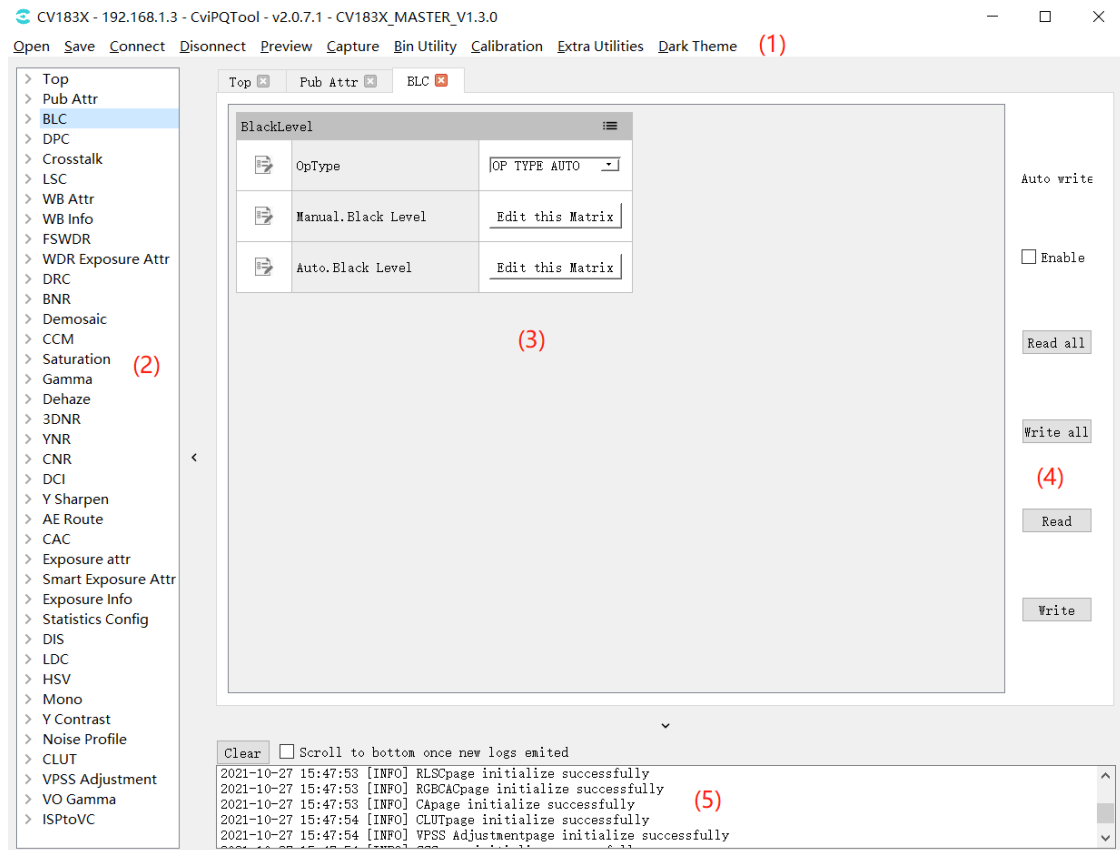 CV183X - 192.168.1.3 - CviPQTool - v2.0.7.1 - CV183X_MASTER_V1.3.0
Open Save Connect Disonnect Preview Capture Bin Utility Calibration Extra Utilities Dark Theme (1)
Top
Pub Attr
BLC
DPC
Crosstalk
LSC
WB Attr
WB Info
FSWDR
WDR Exposure Attr
DRC
BNR
Demosaic
CCM
Saturation
(2)
Gamma
Dehaze
3DNR
YNR
CNR
DCI
Y Sharpen
AE Route
CAC
Exposure attr
Smart Exposure Attr
Exposure Info
Statistics Config
DIS
LDC
HSV
Mono
Y Contrast
Noise Profile
CLUT
VPSS Adjustment
VO Gamma
ISPtoVC
Top Pub Attr BLC
BlackLevel
OpType OP TYPE AUTO
Manual.Black Level Edit this Matrix
Auto.Black Level Edit this Matrix
(3)
Auto write
Enable
Read all
Write all
(4)
Read
Write
Clear Scroll to bottom once new logs emited
2021-10-27 15:47:53 [INFO] RLSCpage initialize successfully
2021-10-27 15:47:53 [INFO] RGBCACpage initialize successfully
2021-10-27 15:47:53 [INFO] CApage initialize successfully
(5)
2021-10-27 15:47:54 [INFO] CLUTpage initialize successfully
2021-10-27 15:47:54 [INFO] VPSS Adjustmentpage initialize successfully